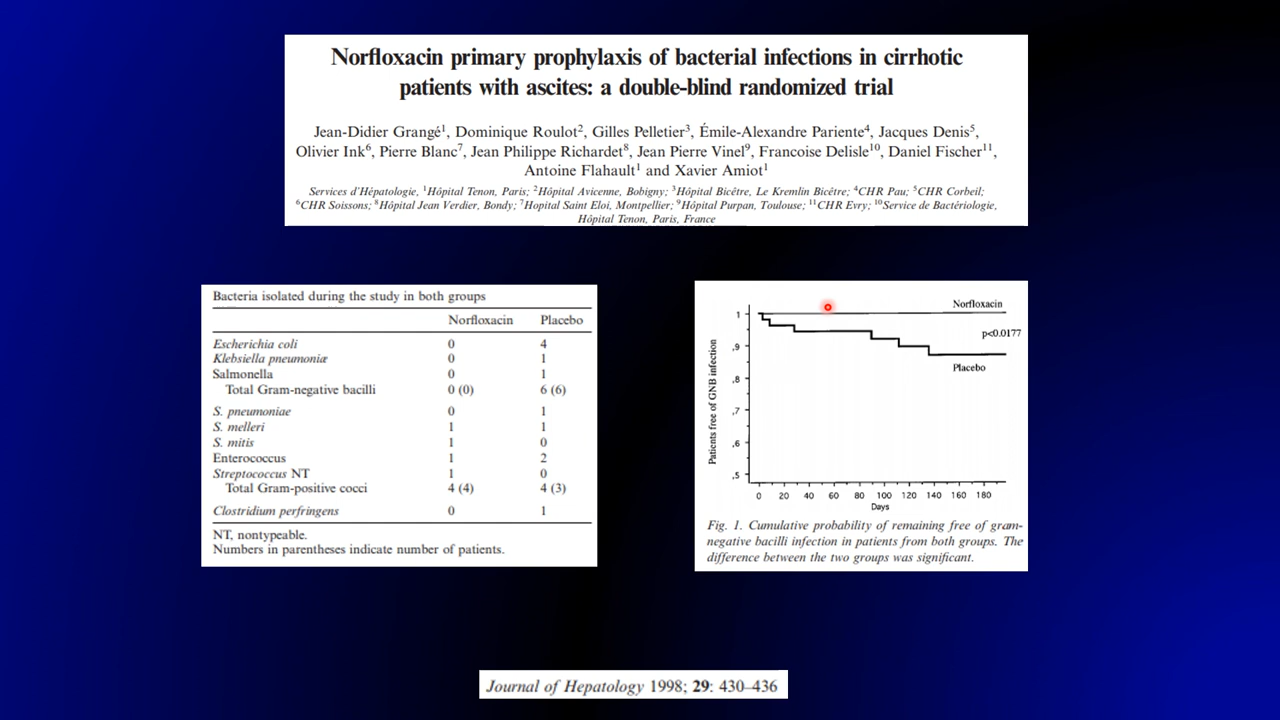 Norfloxacin primary prophylaxis of bacterial infections in cirrhotic
patients with ascites: a double-blind randomized trial
Jean-Didier Grangé1, Dominique Roulot2, Gilles Pelletier3, Émile-Alexandre Pariente4, Jacques Denis5,
Olivier Ink6, Pierre Blanc7, Jean Philippe Richardet8, Jean Pierre Vinel9, Francoise Delisle10, Daniel Fischer11,
Antoine Flahault1 and Xavier Amiot1
Services d'Hépatologie, 1Hôpital Tenon, Paris; 2Hôpital Avicenne, Bobigny; 3Hôpital Bicêtre, Le Kremlin Bicêtre; 4CHR Pau; 5CHR Corbeil;
6CHR Soissons; 8Hôpital Jean Verdier, Bondy; 7Hopital Saint Eloi, Montpellier; 9Hôpital Purpan, Toulouse; 11CHR Evry; 10Service de Bactériologie,
Hôpital Tenon, Paris, France
Bacteria isolated during the study in both groups
Norfloxacin Placebo
Escherichia coli 0 4
Klebsiella pneumoniæ 0 1
Salmonella 0 1
Total Gram-negative bacilli 0 (0) 6 (6)
S. pneumoniae 0 1
S. melleri 1 1
S. mitis 1 0
Enterococcus 1 2
Streptococcus NT 1 0
Total Gram-positive cocci 4 (4) 4 (3)
Clostridium perfringens 0 1
NT, nontypeable.
Numbers in parentheses indicate number of patients.
Patients free of GNB infection
1
,9
,8
,7
,6
,5
Norfloxacin
p<0.0177
Placebo
0 20 40 60 80 100 120 140 160 180
Days
Fig. 1. Cumulative probability of remaining free of gram-
negative bacilli infection in patients from both groups. The
difference between the two groups was significant.
Journal of Hepatology 1998; 29: 430–436